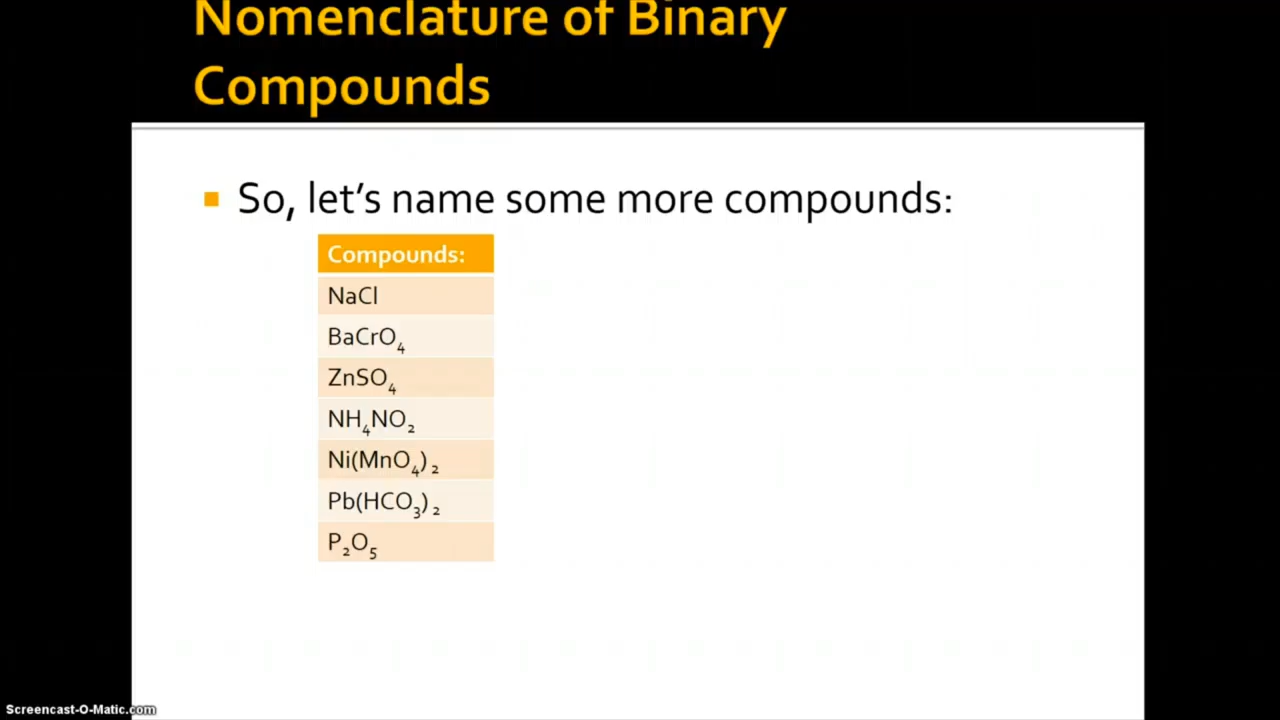 Nomenclature of Binary
Compounds
So, let's name some more compounds:
Compounds:
NaCl
BaCrO₄
ZnSO₄
NH₄NO₂
Ni(MnO₄)₂
Pb(HCO₃)₂
P₂O₅
Screencast-O-Matic.com